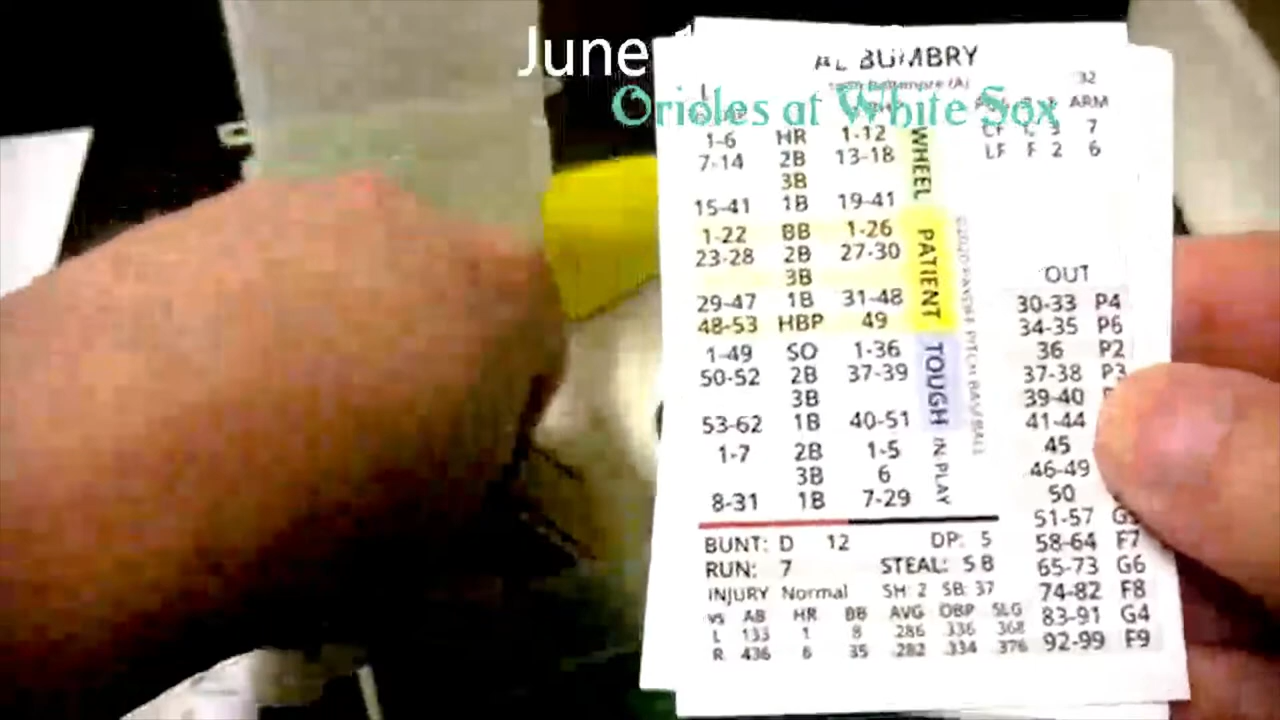 June
AL BUMBRY
Baltimore (A)
32
Orioles at White Sox
ARM
1-6 HR 1-12
CF 3 7
7-14 2B 13-18
LF F 2 6
3B
15-41 1B 19-41
WHEEL
1-22 BB 1-26
23-28 2B 27-30
3B
29-47 1B 31-48
48-53 HBP 49
PATIENT
1-49 SO 1-36
50-52 2B 37-39
3B
53-62 1B 40-51
TOUGH
1-7 2B 1-5
3B 6
8-31 1B 7-29
IN-PLAY
PAYOFF PITCH BASEBALL
OUT
30-33 P4
34-35 P6
36 P2
37-38 P3
39-40
41-44
45
46-49
50
51-57
58-64 F7
65-73 G6
74-82 F8
83-91 G4
92-99 F9
BUNT: D 12 DP: 5
RUN: 7 STEAL: 5 B
INJURY Normal SH: 2 SB: 37
vs AB HR BB AVG OBP SLG
L 133 1 8 .286 .336 .368
R 436 6 35 .282 .334 .376